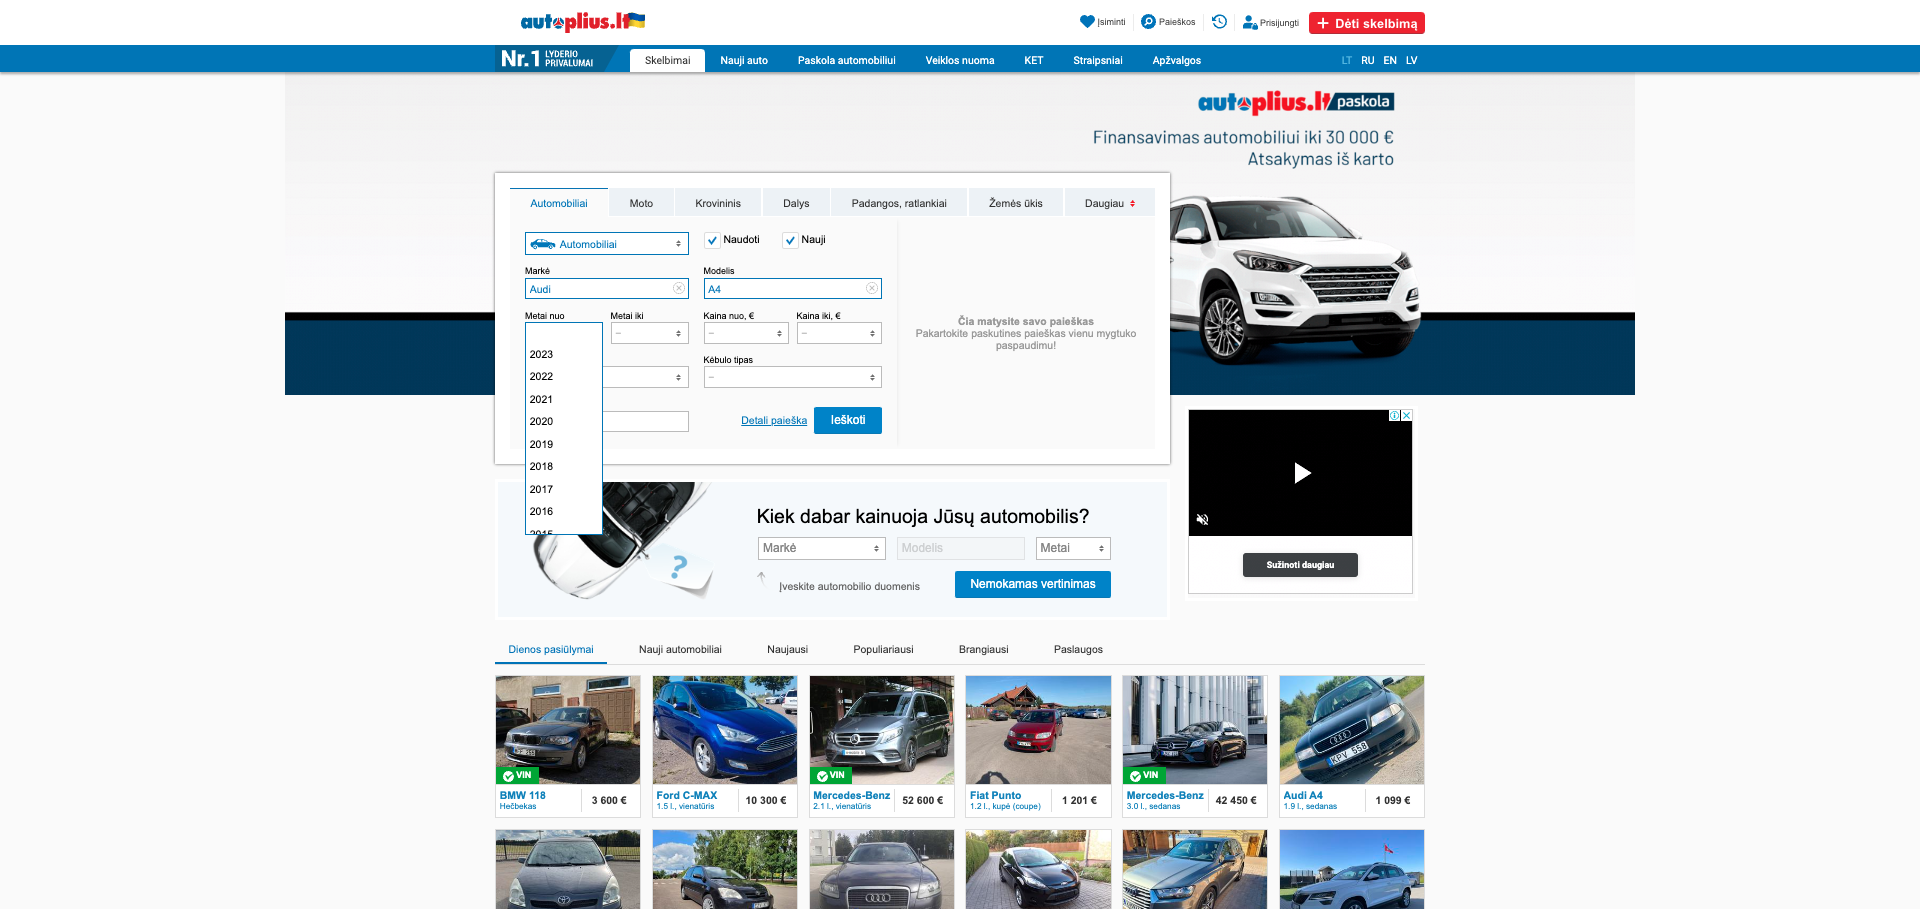 autoplius.lt
Įsiminti
Paieškos
Prisijungti
+ Dėti skelbimą
Nr.1 LYDERIO PRIVALUMAI
Skelbimai
Nauji auto
Paskola automobiliui
Veiklos nuoma
KET
Straipsniai
Apžvalgos
LT RU EN LV
autoplius.lt paskola
Finansavimas automobiliui iki 30 000 €
Atsakymas iš karto
Automobiliai
Moto
Krovininis
Dalys
Padangos, ratlankiai
Žemės ūkis
Daugiau
Automobiliai
Naudoti
Nauji
Markė
Modelis
Audi
A4
Metai nuo
Metai iki
Kaina nuo, €
Kaina iki, €
–
–
–
Kėbulo tipas
–
2023
2022
2021
2020
2019
2018
2017
2016
2015
Detali paieška
Ieškoti
Čia matysite savo paieškas
Pakartokite paskutines paieškas vienu mygtuko
paspaudimu!
Sužinoti daugiau
Kiek dabar kainuoja Jūsų automobilis?
Markė
Modelis
Metai
?
Įveskite automobilio duomenis
Nemokamas vertinimas
Dienos pasiūlymai
Nauji automobiliai
Naujausi
Populiariausi
Brangiausi
Paslaugos
VIN
VIN
VIN
KPV 558
BMW 118
Hečbekas
3 600 €
Ford C-MAX
1.5 l., vienatūris
10 300 €
Mercedes-Benz
2.1 l., vienatūris
52 600 €
Fiat Punto
1.2 l., kupė (coupe)
1 201 €
Mercedes-Benz
3.0 l., sedanas
42 450 €
Audi A4
1.9 l., sedanas
1 099 €